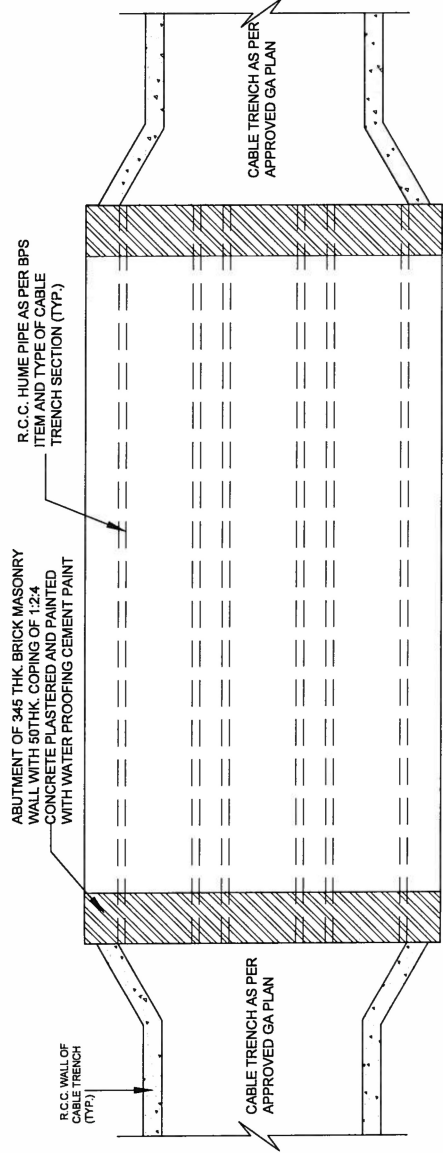 ABUTMENT OF 345 THK. BRICK MASONRY
WALL WITH 50THK. COPING OF 1:2:4
CONCRETE PLASTERED AND PAINTED
WITH WATER PROOFING CEMENT PAINT
R.C.C. HUME PIPE AS PER BPS
ITEM AND TYPE OF CABLE
TRENCH SECTION (TYP.)
R.C.C. WALL OF
CABLE TRENCH
(TYP.)
CABLE TRENCH AS PER
APPROVED GA PLAN
CABLE TRENCH AS PER
APPROVED GA PLAN